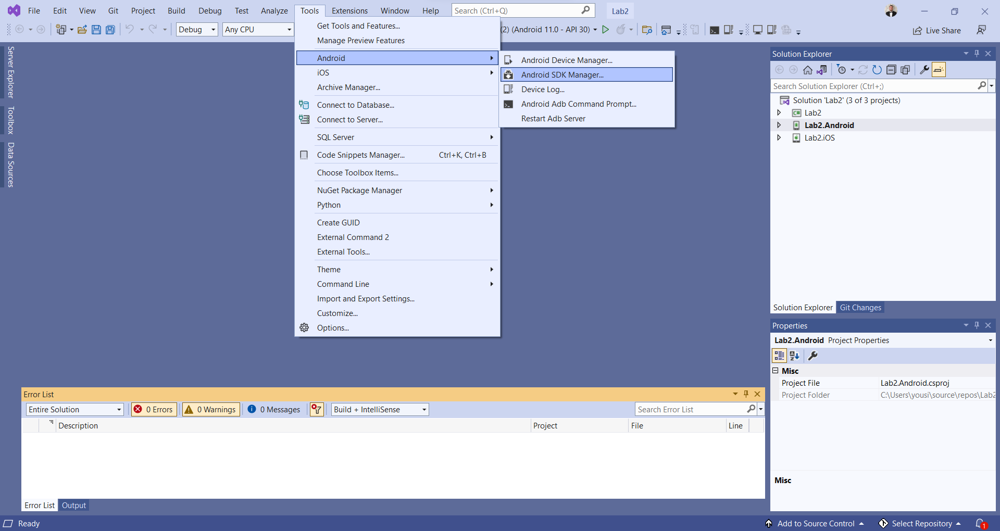 File Edit View Git Project Build Debug Test Analyze Tools Extensions Window Help Search (Ctrl+Q) Lab2
Debug Any CPU (2) (Android 11.0 - API 30) Live Share
Server Explorer
Toolbox
Data Sources
Get Tools and Features...
Manage Preview Features
Android
iOS
Archive Manager...
Connect to Database...
Connect to Server...
SQL Server
Code Snippets Manager... Ctrl+K, Ctrl+B
Choose Toolbox Items...
NuGet Package Manager
Python
Create GUID
External Command 2
External Tools...
Theme
Command Line
Import and Export Settings...
Customize...
Options...
Android Device Manager...
Android SDK Manager...
Device Log...
Android Adb Command Prompt...
Restart Adb Server
Solution Explorer
Search Solution Explorer (Ctrl+;)
Solution 'Lab2' (3 of 3 projects)
C# Lab2
Lab2.Android
Lab2.iOS
Solution Explorer Git Changes
Properties
Lab2.Android Project Properties
Misc
Project File Lab2.Android.csproj
Project Folder C:\Users\yousi\source\repos\Lab2
Misc
Error List
Entire Solution 0 Errors 0 Warnings 0 Messages Build + IntelliSense Search Error List
Description Project File Line
Error List Output
Ready Add to Source Control Select Repository 1